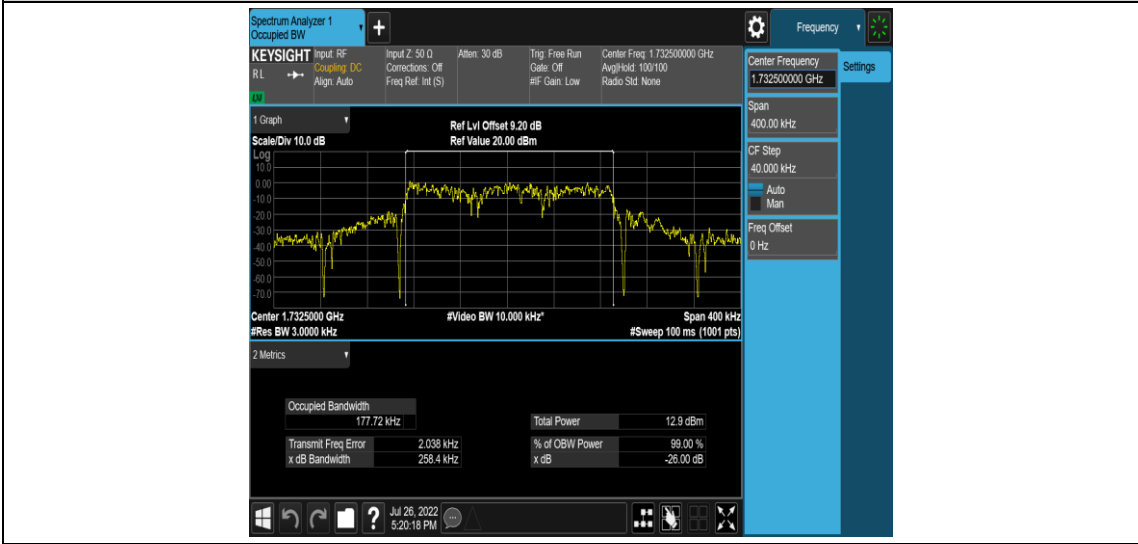 Spectrum Analyzer 1
Occupied BW
+
Frequency
KEYSIGHT
RL
Input: RF
Coupling: DC
Align: Auto
Input Z: 50 Ω
Corrections: Off
Freq Ref: Int (S)
Atten: 30 dB
Trig: Free Run
Gate: Off
#IF Gain: Low
Center Freq: 1.732500000 GHz
Avg|Hold: 100/100
Radio Std: None
Center Frequency
1.732500000 GHz
Settings
Span
400.00 kHz
CF Step
40.000 kHz
Auto
Man
Freq Offset
0 Hz
1 Graph
Scale/Div 10.0 dB
Ref Lvl Offset 9.20 dB
Ref Value 20.00 dBm
Log
10.0
0.00
-10.0
-20.0
-30.0
-40.0
-50.0
-60.0
-70.0
Center 1.7325000 GHz
#Video BW 10.000 kHz*
Span 400 kHz
#Res BW 3.0000 kHz
#Sweep 100 ms (1001 pts)
2 Metrics
Occupied Bandwidth
177.72 kHz
Total Power 12.9 dBm
Transmit Freq Error 2.038 kHz
% of OBW Power 99.00 %
x dB Bandwidth 258.4 kHz
x dB -26.00 dB
?
Jul 26, 2022
5:20:18 PM